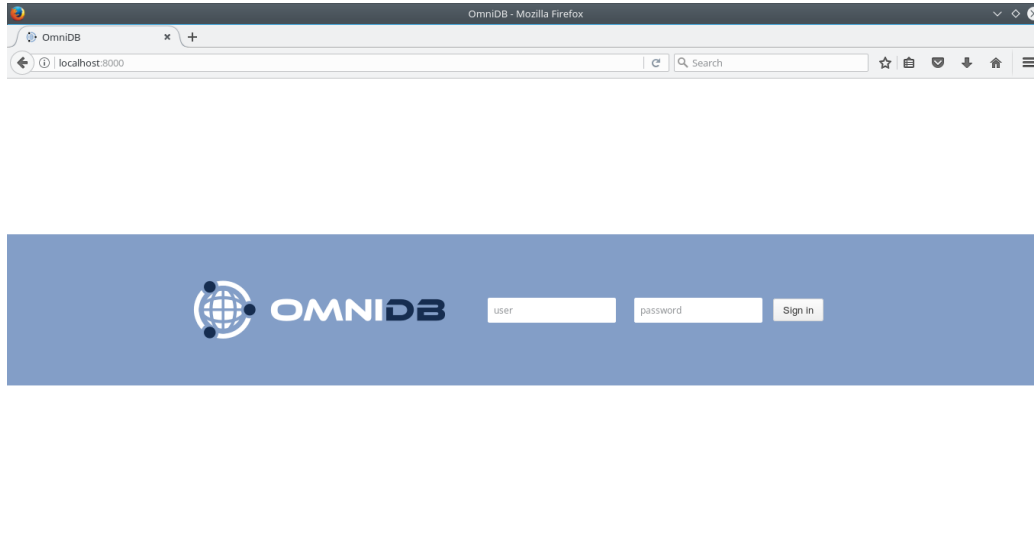 OmniDB - Mozilla Firefox
OmniDB
localhost:8000
Search
OMNIDB
user
password
Sign in